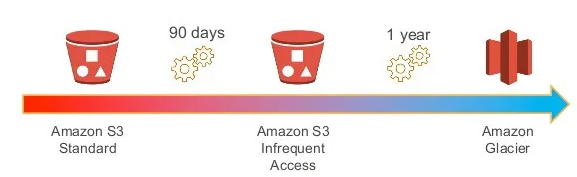 90 days
1 year
Amazon S3
Standard
Amazon S3
Infrequent
Access
Amazon
Glacier